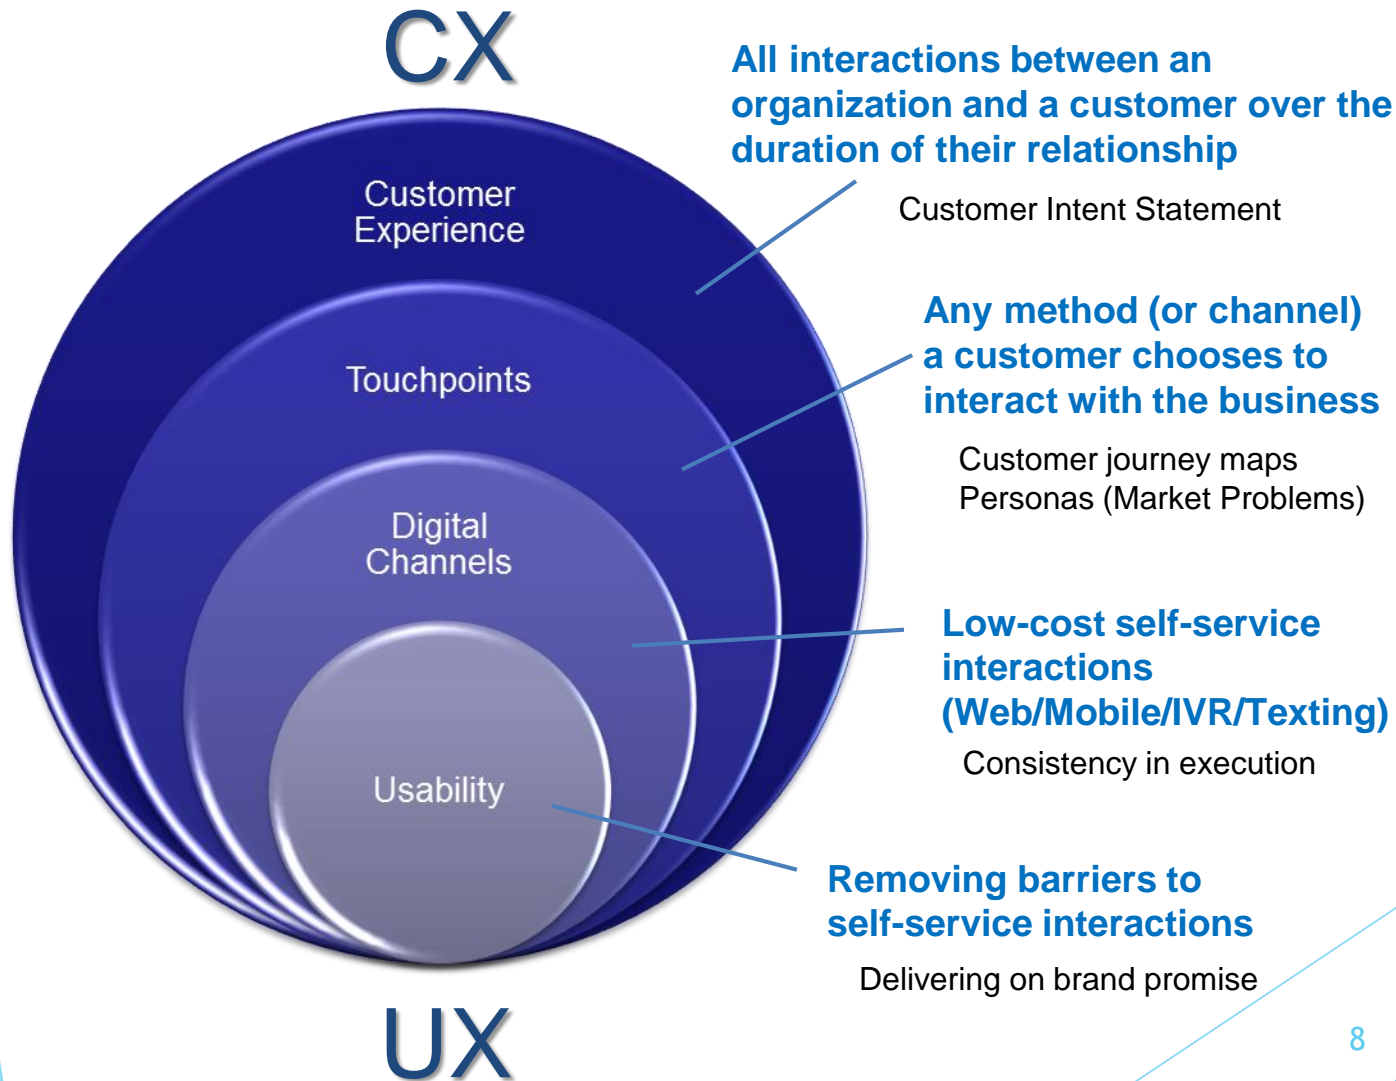 CX
All interactions between an
organization and a customer over the
duration of their relationship
Customer Intent Statement
Customer
Experience
Any method (or channel)
a customer chooses to
interact with the business
Customer journey maps
Personas (Market Problems)
Touchpoints
Digital
Channels
Low-cost self-service
interactions
(Web/Mobile/IVR/Texting)
Consistency in execution
Usability
Removing barriers to
self-service interactions
Delivering on brand promise
UX
8